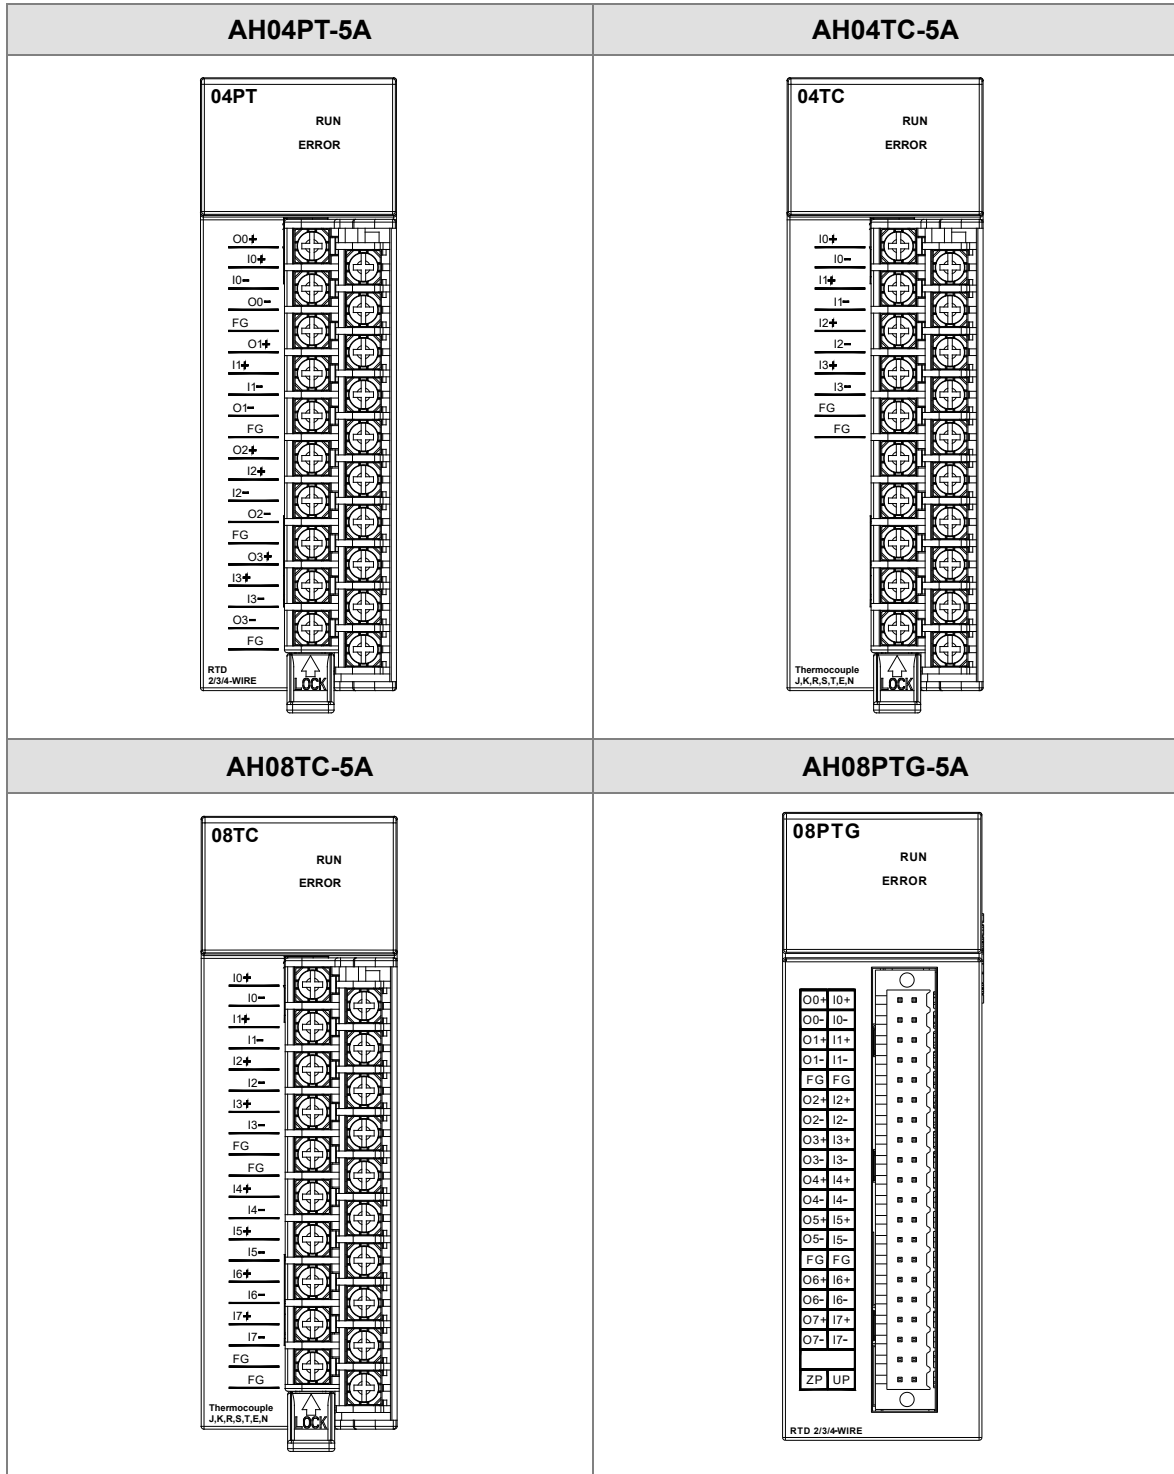 AH04PT-5A
AH04TC-5A
04PT
RUN
ERROR
O0+
I0+
I0-
O0-
FG
O1+
I1+
I1-
O1-
FG
O2+
I2+
I2-
O2-
FG
O3+
I3+
I3-
O3-
FG
RTD
2/3/4-WIRE
LOCK
04TC
RUN
ERROR
I0+
I0-
I1+
I1-
I2+
I2-
I3+
I3-
FG
FG
Thermocouple
J,K,R,S,T,E,N
LOCK
AH08TC-5A
AH08PTG-5A
08TC
RUN
ERROR
I0+
I0-
I1+
I1-
I2+
I2-
I3+
I3-
FG
FG
I4+
I4-
I5+
I5-
I6+
I6-
I7+
I7-
FG
FG
Thermocouple
J,K,R,S,T,E,N
LOCK
08PTG
RUN
ERROR
O0+ I0+
O0- I0-
O1+ I1+
O1- I1-
FG FG
O2+ I2+
O2- I2-
O3+ I3+
O3- I3-
O4+ I4+
O4- I4-
O5+ I5+
O5- I5-
FG FG
O6+ I6+
O6- I6-
O7+ I7+
O7- I7-
ZP UP
RTD 2/3/4-WIRE